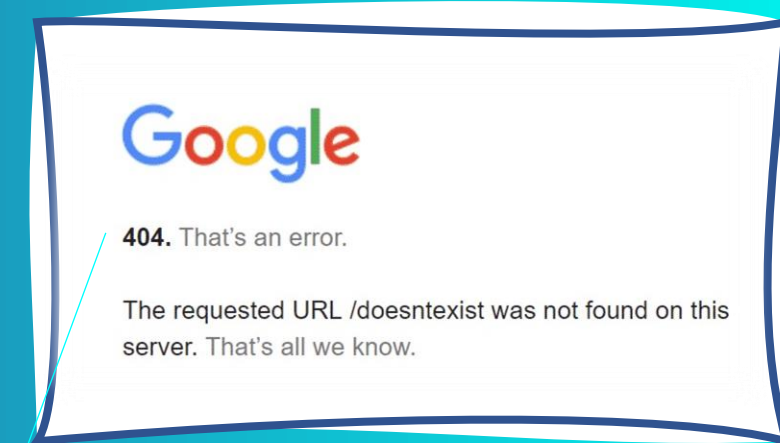 Google
404. That’s an error.
The requested URL /doesntexist was not found on this
server. That’s all we know.